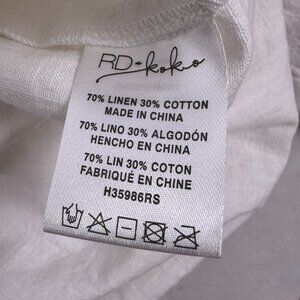 RD+koko
70% LINEN 30% COTTON
MADE IN CHINA
70% LINO 30% ALGODÓN
HENCHO EN CHINA
70% LIN 30% COTON
FABRIQUÉ EN CHINE
H35986RS